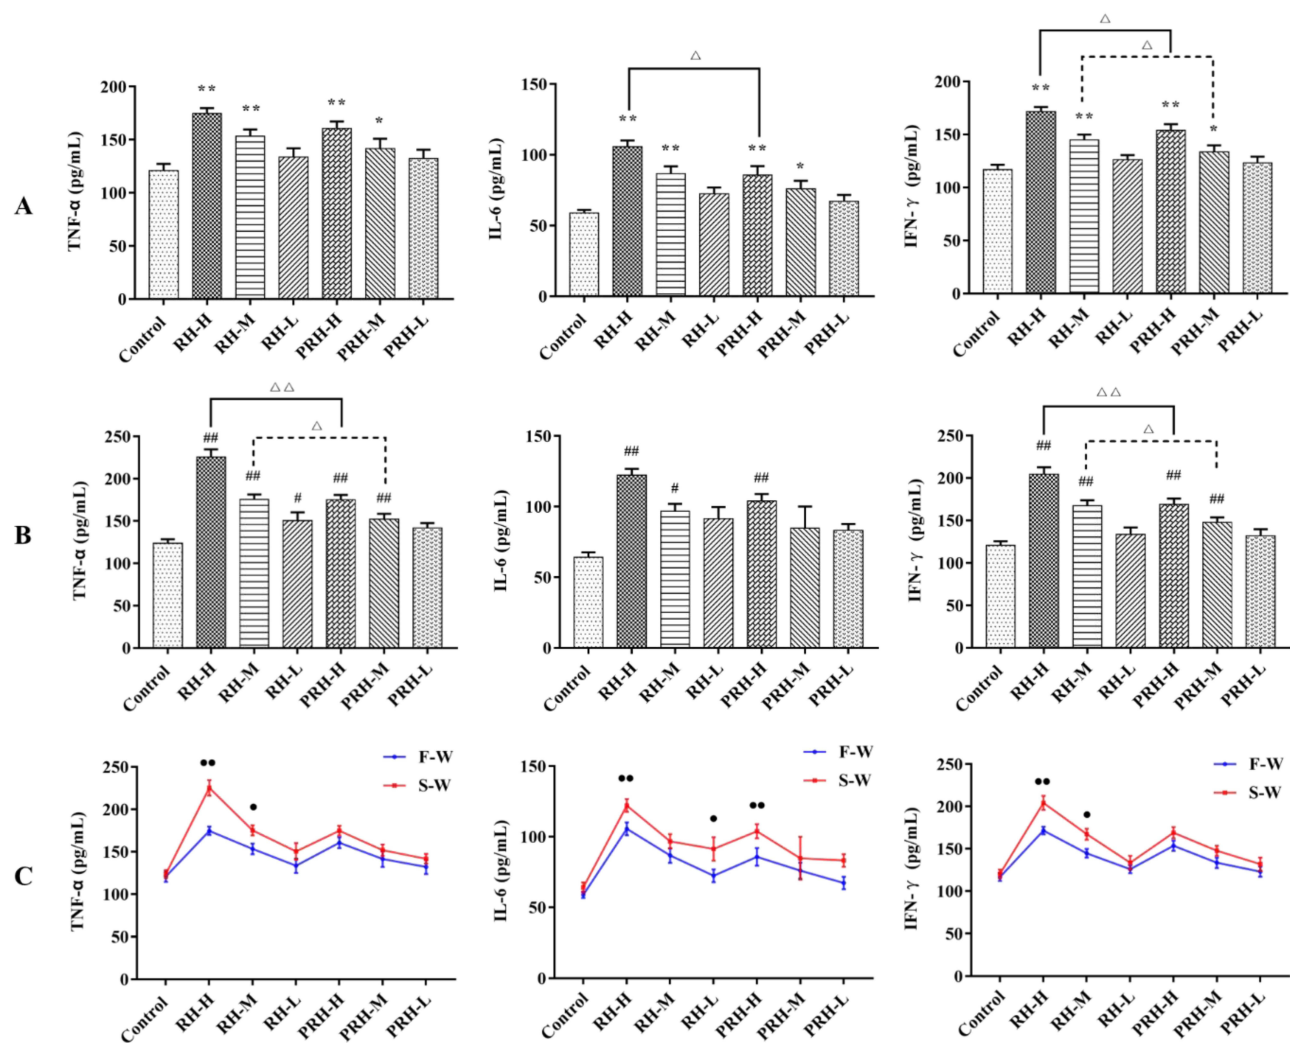 A
TNF-α (pg/mL)
200
150
100
50
0
** ** ** *
Control RH-H RH-M RH-L PRH-H PRH-M PRH-L
IL-6 (pg/mL)
150
100
50
0
△
** ** ** *
Control RH-H RH-M RH-L PRH-H PRH-M PRH-L
IFN-γ (pg/mL)
200
150
100
50
0
△
△
** ** ** *
Control RH-H RH-M RH-L PRH-H PRH-M PRH-L
B
TNF-α (pg/mL)
250
200
150
100
50
0
△△
△
## ## # ## ##
Control RH-H RH-M RH-L PRH-H PRH-M PRH-L
IL-6 (pg/mL)
150
100
50
0
## # ##
Control RH-H RH-M RH-L PRH-H PRH-M PRH-L
IFN-γ (pg/mL)
250
200
150
100
50
0
△△
△
## ## ## ##
Control RH-H RH-M RH-L PRH-H PRH-M PRH-L
C
TNF-α (pg/mL)
250
200
150
100
50
0
●● ●
F-W
S-W
Control RH-H RH-M RH-L PRH-H PRH-M PRH-L
IL-6 (pg/mL)
150
100
50
0
●● ● ●●
F-W
S-W
Control RH-H RH-M RH-L PRH-H PRH-M PRH-L
IFN-γ (pg/mL)
250
200
150
100
50
0
●● ●
F-W
S-W
Control RH-H RH-M RH-L PRH-H PRH-M PRH-L